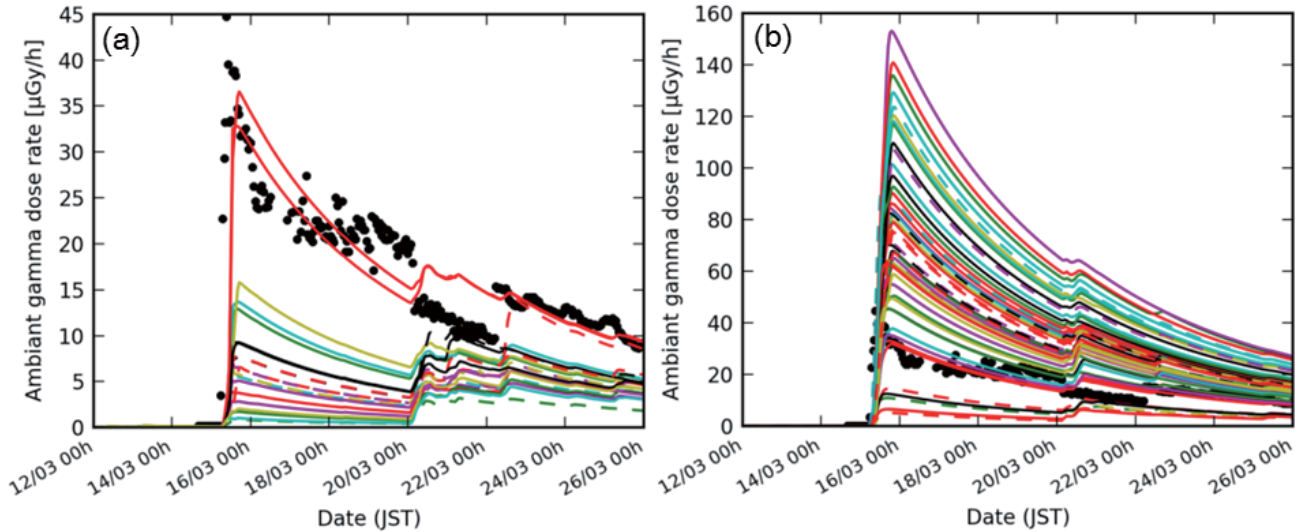 (a)
Ambiant gamma dose rate [µGy/h]
45
40
35
30
25
20
15
10
5
0
12/03 00h
14/03 00h
16/03 00h
18/03 00h
20/03 00h
22/03 00h
24/03 00h
26/03 00h
Date (JST)
(b)
Ambiant gamma dose rate [µGy/h]
160
140
120
100
80
60
40
20
0
12/03 00h
14/03 00h
16/03 00h
18/03 00h
20/03 00h
22/03 00h
24/03 00h
26/03 00h
Date (JST)